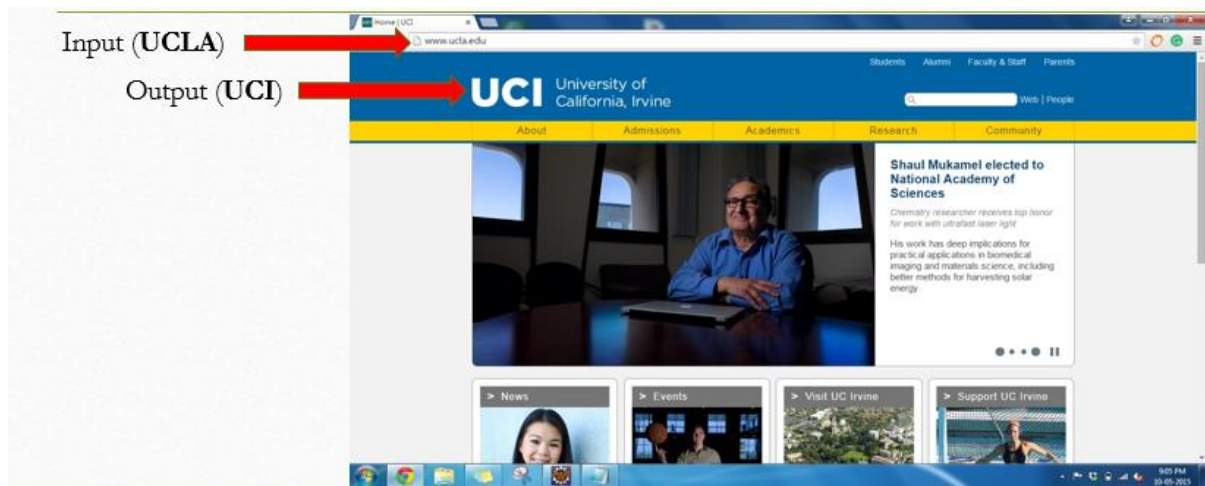 Input (UCLA)
Output (UCI)
Home | UCI
www.ucla.edu
Students Alumni Faculty & Staff Parents
UCI University of
California, Irvine
Web | People
About Admissions Academics Research Community
Shaul Mukamel elected to
National Academy of
Sciences
Chemistry researcher receives top honor
for work with ultrafast laser light
His work has deep implications for
practical applications in biomedical
imaging and materials science, including
better methods for harvesting solar
energy.
> News
> Events
> Visit UC Irvine
> Support UC Irvine
9:05 PM
10-05-2015